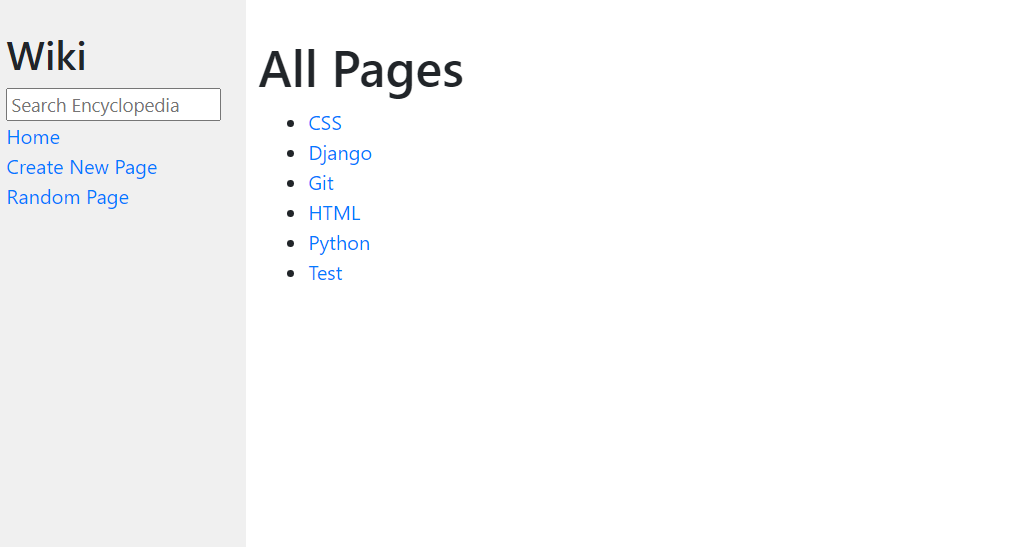 Wiki
Search Encyclopedia
Home
Create New Page
Random Page
All Pages
CSS
Django
Git
HTML
Python
Test